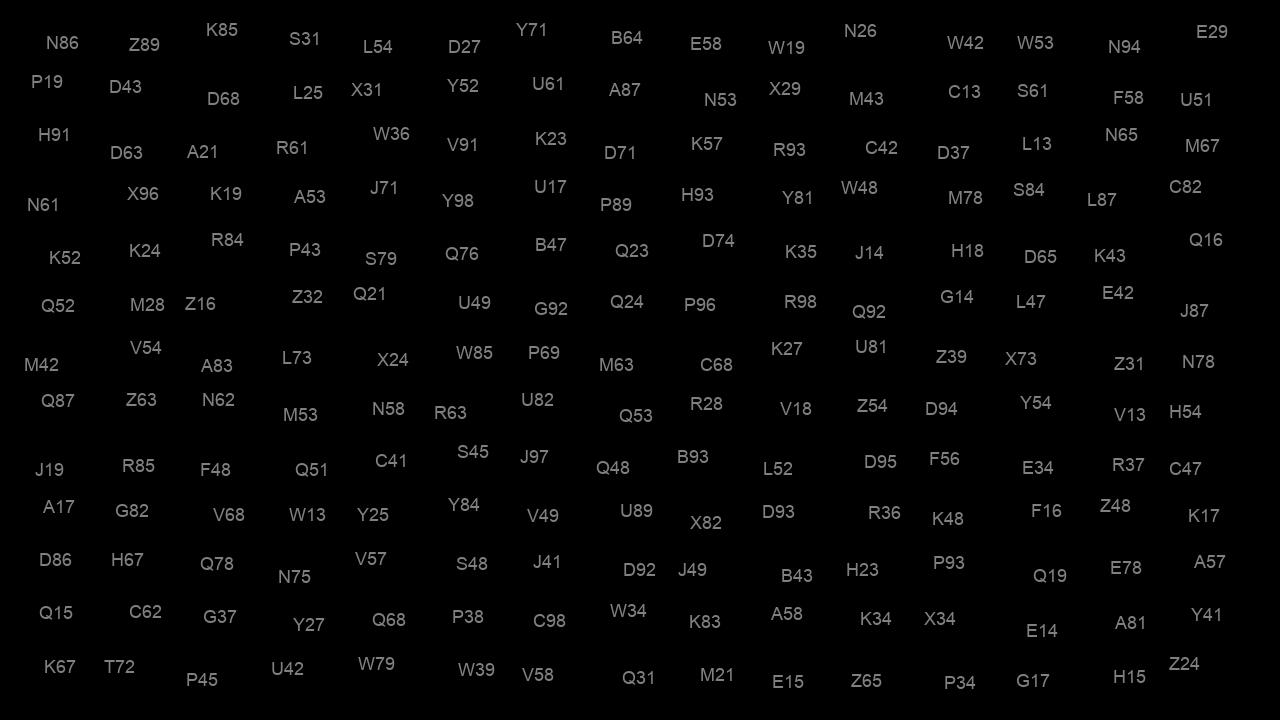 N86 Z89 K85 S31 L54 D27 Y71 B64 E58 W19 N26 W42 W53 N94 E29
P19 D43 D68 L25 X31 Y52 U61 A87 N53 X29 M43 C13 S61 F58 U51
H91 D63 A21 R61 W36 V91 K23 D71 K57 R93 C42 D37 L13 N65 M67
N61 X96 K19 A53 J71 Y98 U17 P89 H93 Y81 W48 M78 S84 L87 C82
K52 K24 R84 P43 S79 Q76 B47 Q23 D74 K35 J14 H18 D65 K43 Q16
Q52 M28 Z16 Z32 Q21 U49 G92 Q24 P96 R98 Q92 G14 L47 E42 J87
M42 V54 A83 L73 X24 W85 P69 M63 C68 K27 U81 Z39 X73 Z31 N78
Q87 Z63 N62 M53 N58 R63 U82 Q53 R28 V18 Z54 D94 Y54 V13 H54
J19 R85 F48 Q51 C41 S45 J97 Q48 B93 L52 D95 F56 E34 R37 C47
A17 G82 V68 W13 Y25 Y84 V49 U89 X82 D93 R36 K48 F16 Z48 K17
D86 H67 Q78 N75 V57 S48 J41 D92 J49 B43 H23 P93 Q19 E78 A57
Q15 C62 G37 Y27 Q68 P38 C98 W34 K83 A58 K34 X34 E14 A81 Y41
K67 T72 P45 U42 W79 W39 V58 Q31 M21 E15 Z65 P34 G17 H15 Z24